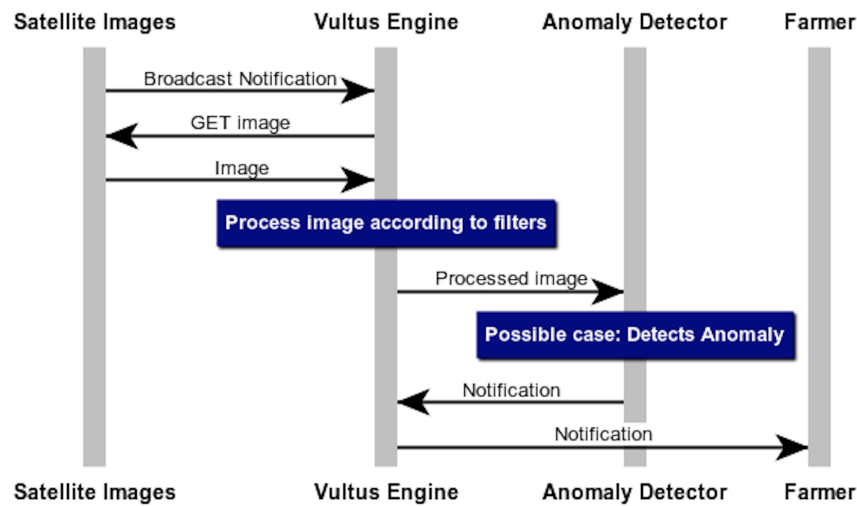 Satellite Images Vultus Engine Anomaly Detector Farmer
Broadcast Notification
GET image
Image
Process image according to filters
Processed image
Possible case: Detects Anomaly
Notification
Notification
Satellite Images Vultus Engine Anomaly Detector Farmer